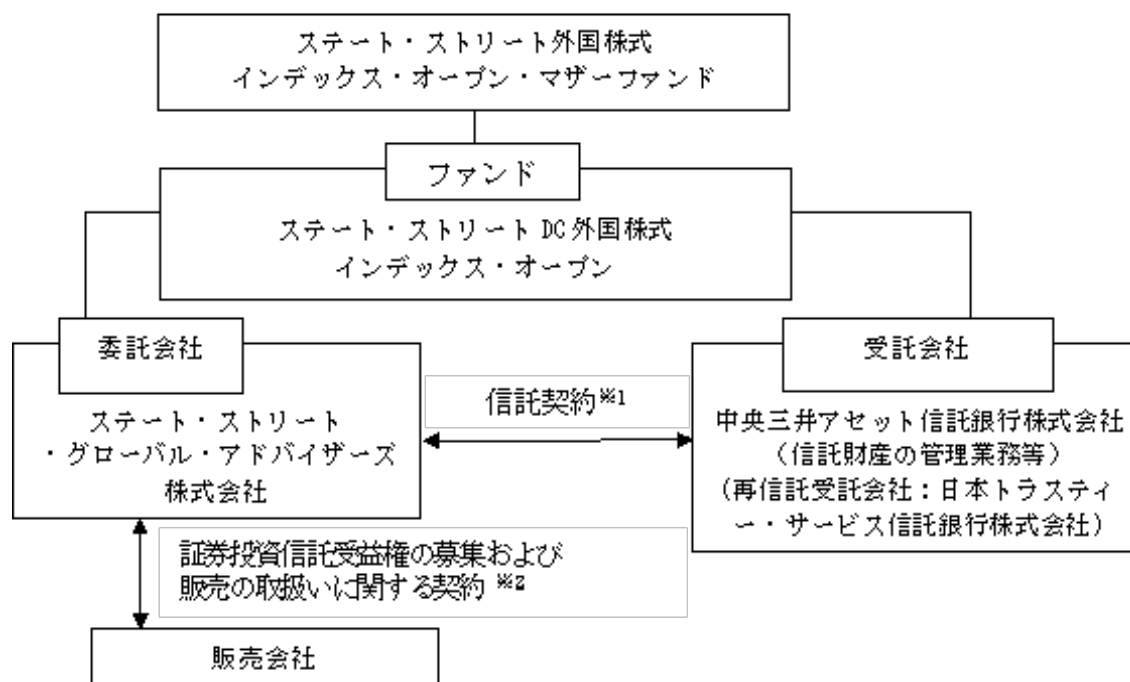 ステート・ストリート外国株式
インデックス・オープン・マザーファンド
ファンド
ステート・ストリート DC外国株式
インデックス・オープン
委託会社
ステート・ストリート
・グローバル・アドバイザーズ
株式会社
信託契約※1
受託会社
中央三井アセット信託銀行株式会社
（信託財産の管理業務等）
（再信託受託会社：日本トラスティ
ー・サービス信託銀行株式会社）
証券投資信託受益権の募集および
販売の取扱いに関する契約 ※2
販売会社